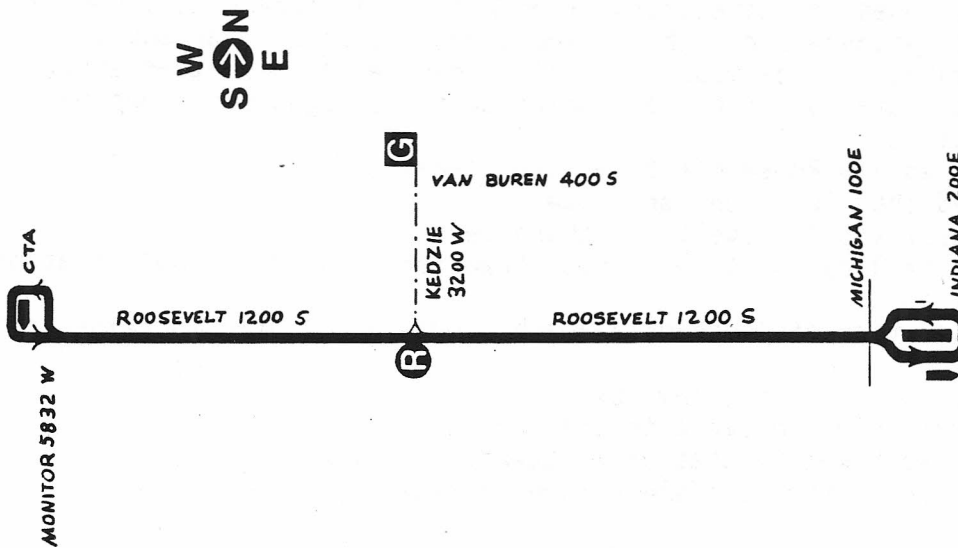 W
S N
E
CTA
MONITOR 5832 W
ROOSEVELT 1200 S
G
VAN BUREN 400 S
KEDZIE
3200 W
R
ROOSEVELT 1200 S
MICHIGAN 100E
INDIANA 200E